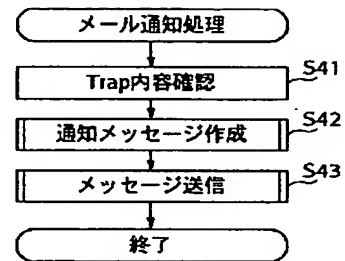 メール通知処理
Trap内容確認
S41
通知メッセージ作成
S42
メッセージ送信
S43
終了